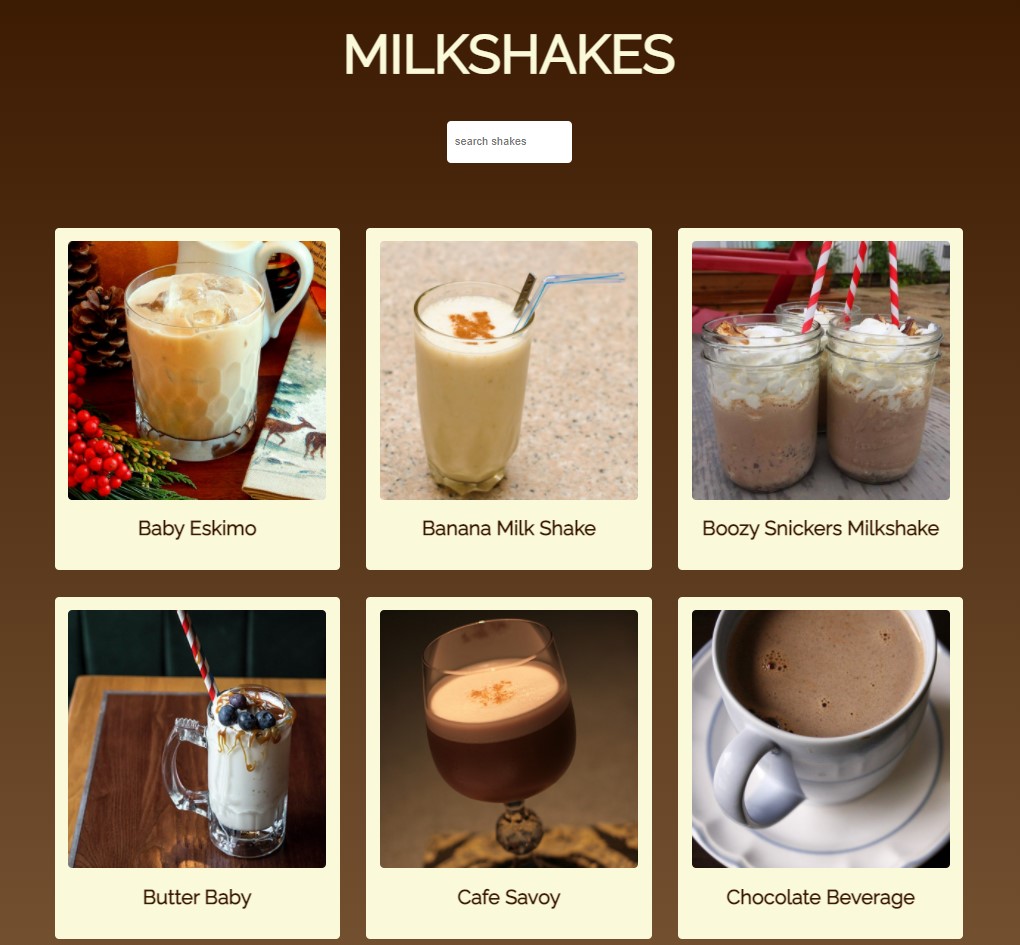 MILKSHAKES
search shakes
Baby Eskimo
Banana Milk Shake
Boozy Snickers Milkshake
Butter Baby
Cafe Savoy
Chocolate Beverage